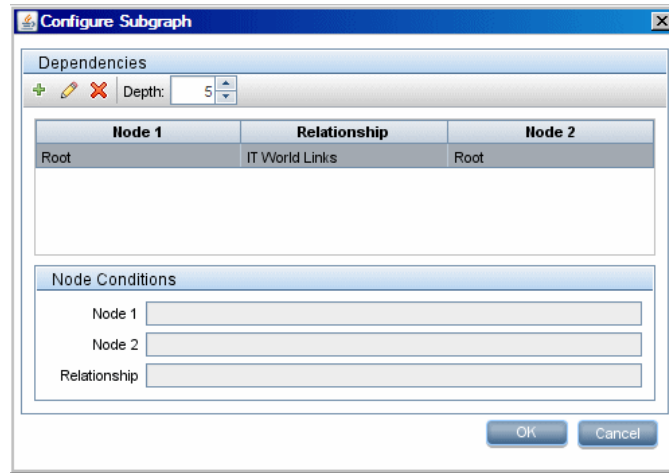 Configure Subgraph
Dependencies
Depth: 5
Node 1 Relationship Node 2
Root IT World Links Root
Node Conditions
Node 1
Node 2
Relationship
OK Cancel